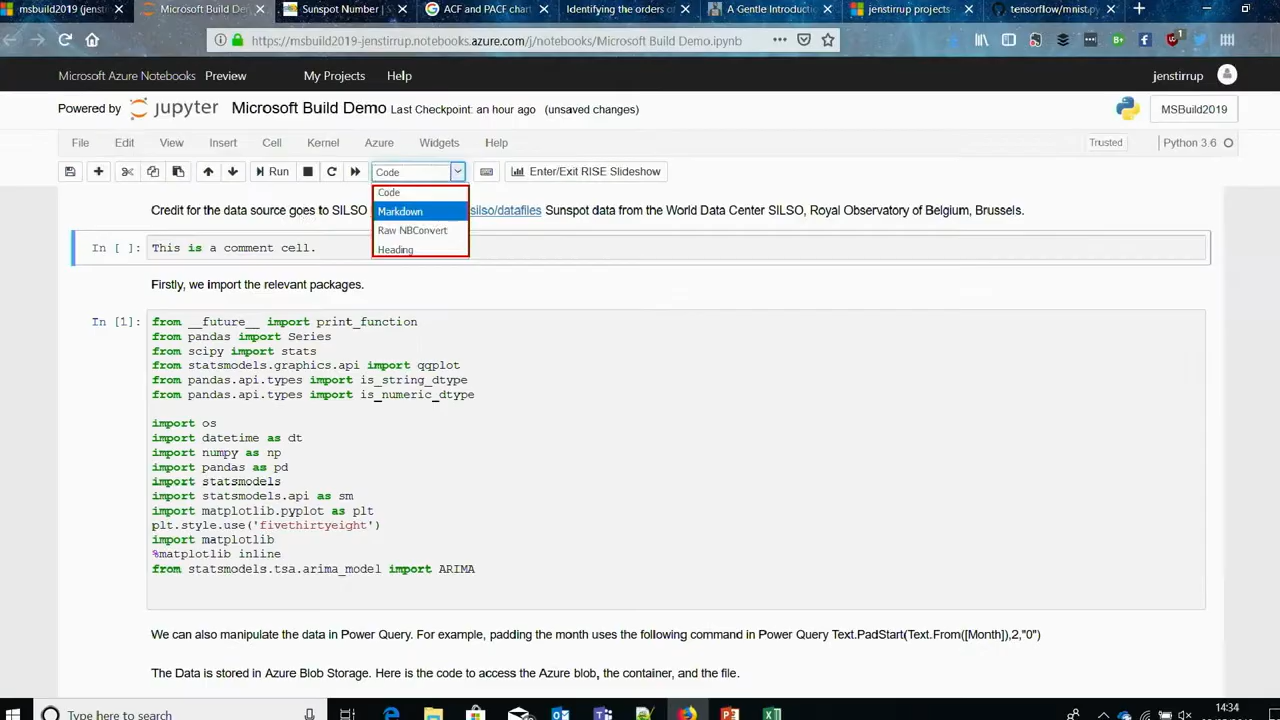 msbuild2019 (jenst
Microsoft Build De
Sunspot Number |
ACF and PACF chart
Identifying the orders of
A Gentle Introducti
jenstirrup projects
tensorflow/mnist.py
https://msbuild2019-jenstirrup.notebooks.azure.com/j/notebooks/Microsoft Build Demo.ipynb
Microsoft Azure Notebooks Preview My Projects Help jenstirrup
Powered by jupyter Microsoft Build Demo Last Checkpoint: an hour ago (unsaved changes) MSBuild2019
File Edit View Insert Cell Kernel Azure Widgets Help Trusted Python 3.6
Run Code Enter/Exit RISE Slideshow
Code
Markdown
Raw NBConvert
Heading
Credit for the data source goes to SILSO silso/datafiles Sunspot data from the World Data Center SILSO, Royal Observatory of Belgium, Brussels.
In [ ]: This is a comment cell.
Firstly, we import the relevant packages.
In [1]: from __future__ import print_function
from pandas import Series
from scipy import stats
from statsmodels.graphics.api import qqplot
from pandas.api.types import is_string_dtype
from pandas.api.types import is_numeric_dtype
import os
import datetime as dt
import numpy as np
import pandas as pd
import statsmodels
import statsmodels.api as sm
import matplotlib.pyplot as plt
plt.style.use('fivethirtyeight')
import matplotlib
%matplotlib inline
from statsmodels.tsa.arima_model import ARIMA
We can also manipulate the data in Power Query. For example, padding the month uses the following command in Power Query Text.PadStart(Text.From([Month]),2,"0")
The Data is stored in Azure Blob Storage. Here is the code to access the Azure blob, the container, and the file.
Type here to search
14:34